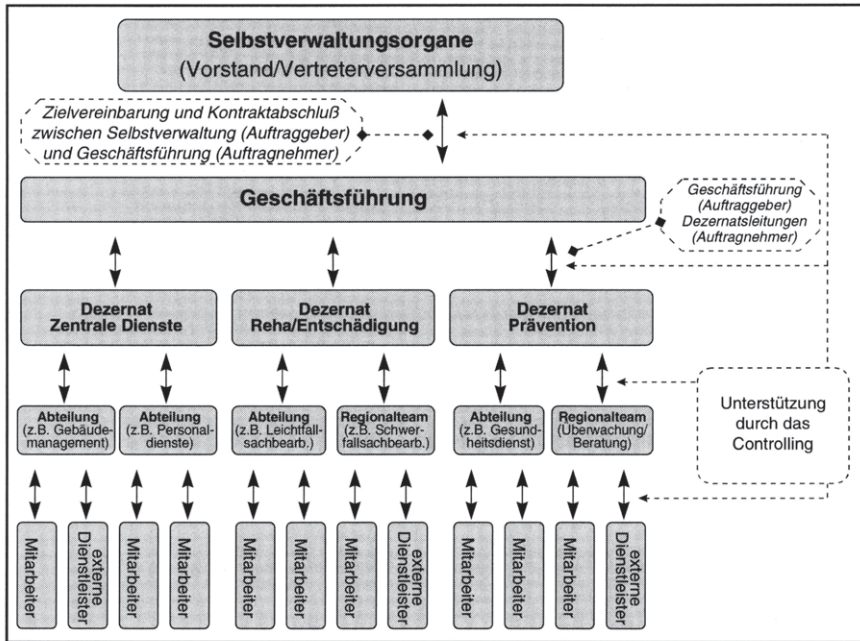 Selbstverwaltungsorgane
(Vorstand/Vertreterversammlung)
Zielvereinbarung und Kontraktabschluß
zwischen Selbstverwaltung (Auftraggeber)
und Geschäftsführung (Auftragnehmer)
Geschäftsführung
Geschäftsführung
(Auftraggeber)
Dezernatsleitungen
(Auftragnehmer)
Dezernat
Zentrale Dienste
Dezernat
Reha/Entschädigung
Dezernat
Prävention
Abteilung
(z.B. Gebäude-
management)
Abteilung
(z.B. Personal-
dienste)
Abteilung
(z.B. Leichtfall-
sachbearb.)
Regionalteam
(z.B. Schwer-
fallsachbearb.)
Abteilung
(z.B. Gesund-
heitsdienst)
Regionalteam
(Überwachung/
Beratung)
Unterstützung
durch das
Controlling
Mitarbeiter
externe
Dienstleister
Mitarbeiter
Mitarbeiter
Mitarbeiter
Mitarbeiter
Mitarbeiter
externe
Dienstleister
Mitarbeiter
Mitarbeiter
Mitarbeiter
externe
Dienstleister